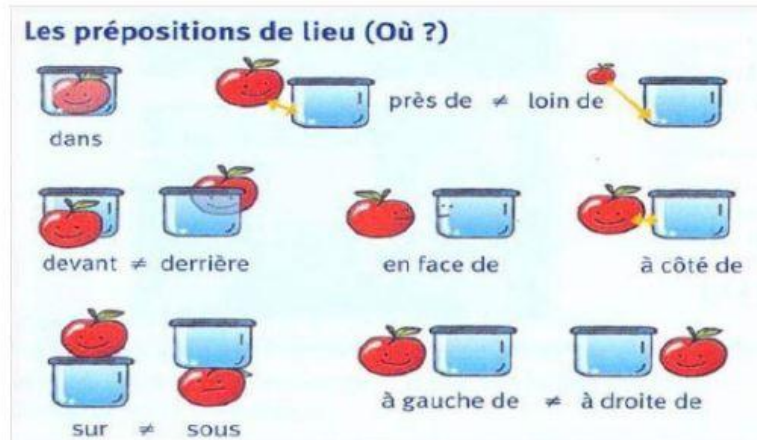 Les prépositions de lieu (Où ?)
dans
près de ≠ loin de
devant ≠ derrière
en face de
à côté de
sur ≠ sous
à gauche de ≠ à droite de